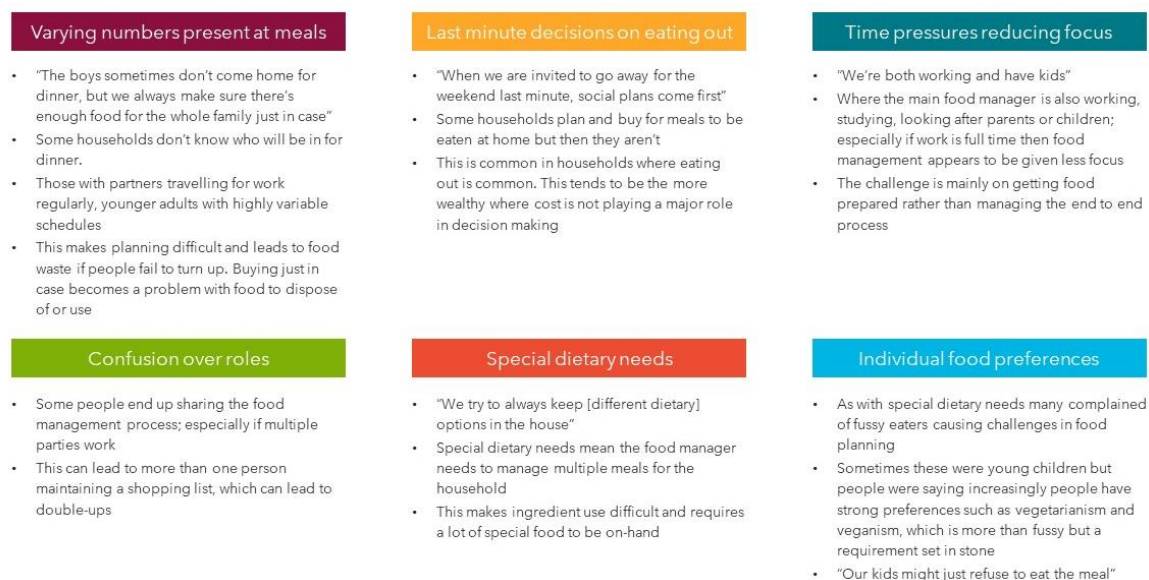 Varying numbers present at meals
• “The boys sometimes don’t come home for
dinner, but we always make sure there’s
enough food for the whole family just in case”
• Some households don’t know who will be in for
dinner.
• Those with partners travelling for work
regularly, younger adults with highly variable
schedules
• This makes planning difficult and leads to food
waste if people fail to turn up. Buying just in
case becomes a problem with food to dispose
of or use
Last minute decisions on eating out
• “When we are invited to go away for the
weekend last minute, social plans come first”
• Some households plan and buy for meals to be
eaten at home but then they aren’t
• This is common in households where eating
out is common. This tends to be the more
wealthy where cost is not playing a major role
in decision making
Time pressures reducing focus
• “We’re both working and have kids”
• Where the main food manager is also working,
studying, looking after parents or children;
especially if work is full time then food
management appears to be given less focus
• The challenge is mainly on getting food
prepared rather than managing the end to end
process
Confusion over roles
• Some people end up sharing the food
management process; especially if multiple
parties work
• This can lead to more than one person
maintaining a shopping list, which can lead to
double-ups
Special dietary needs
• “We try to always keep [different dietary]
options in the house”
• Special dietary needs mean the food manager
needs to manage multiple meals for the
household
• This makes ingredient use difficult and requires
a lot of special food to be on-hand
Individual food preferences
• As with special dietary needs many complained
of fussy eaters causing challenges in food
planning
• Sometimes these were young children but
people were saying increasingly people have
strong preferences such as vegetarianism and
veganism, which is more than fussy but a
requirement set in stone
• “Our kids might just refuse to eat the meal”